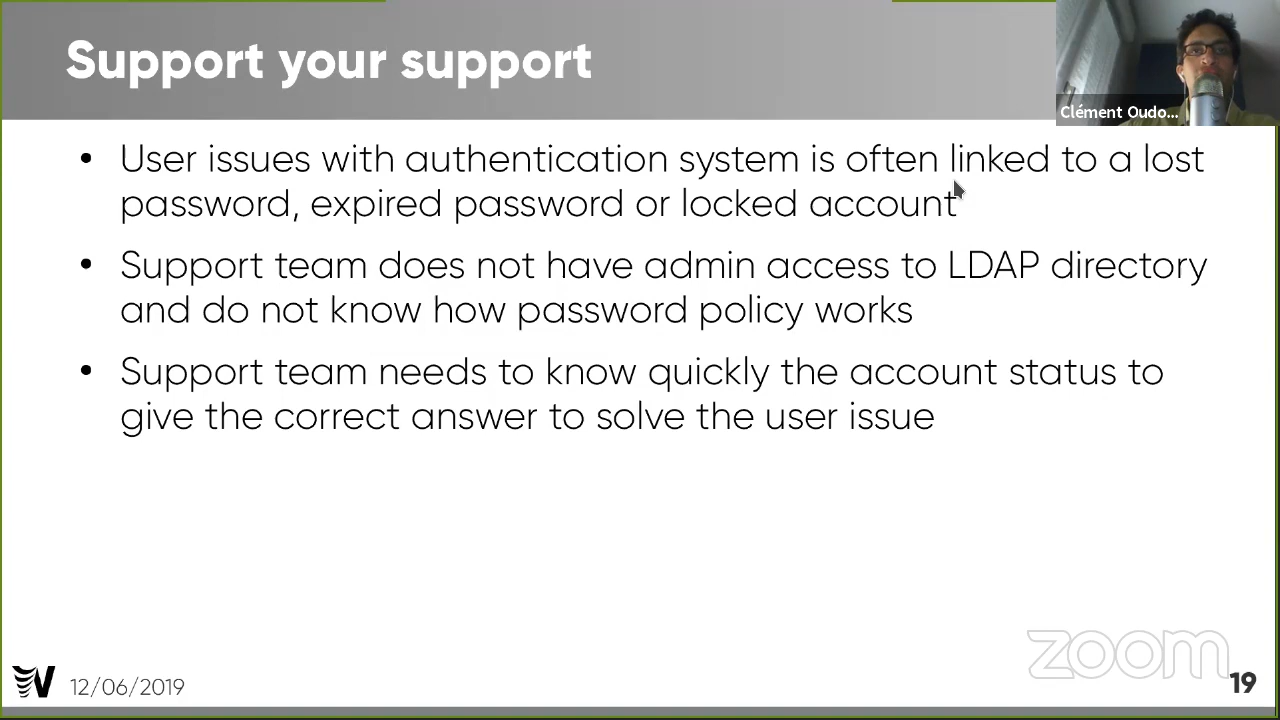 Support your support
Clément Oudo...
• User issues with authentication system is often linked to a lost
password, expired password or locked account
• Support team does not have admin access to LDAP directory
and do not know how password policy works
• Support team needs to know quickly the account status to
give the correct answer to solve the user issue
zoom
12/06/2019
19